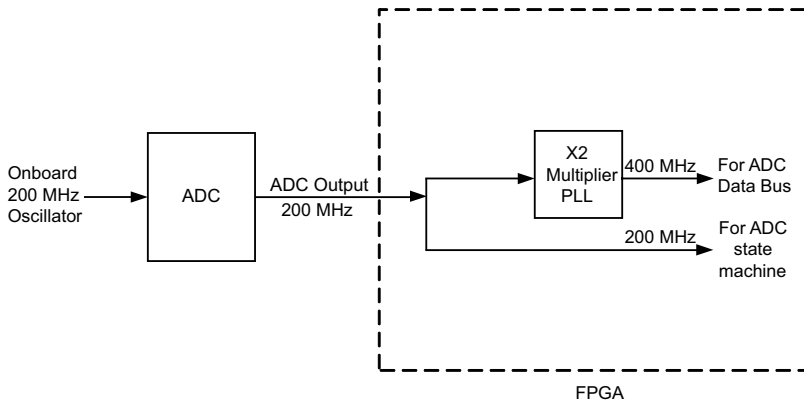 Onboard
200 MHz
Oscillator
ADC
ADC Output
200 MHz
X2
Multiplier
PLL
400 MHz
For ADC
Data Bus
200 MHz
For ADC
state
machine
FPGA